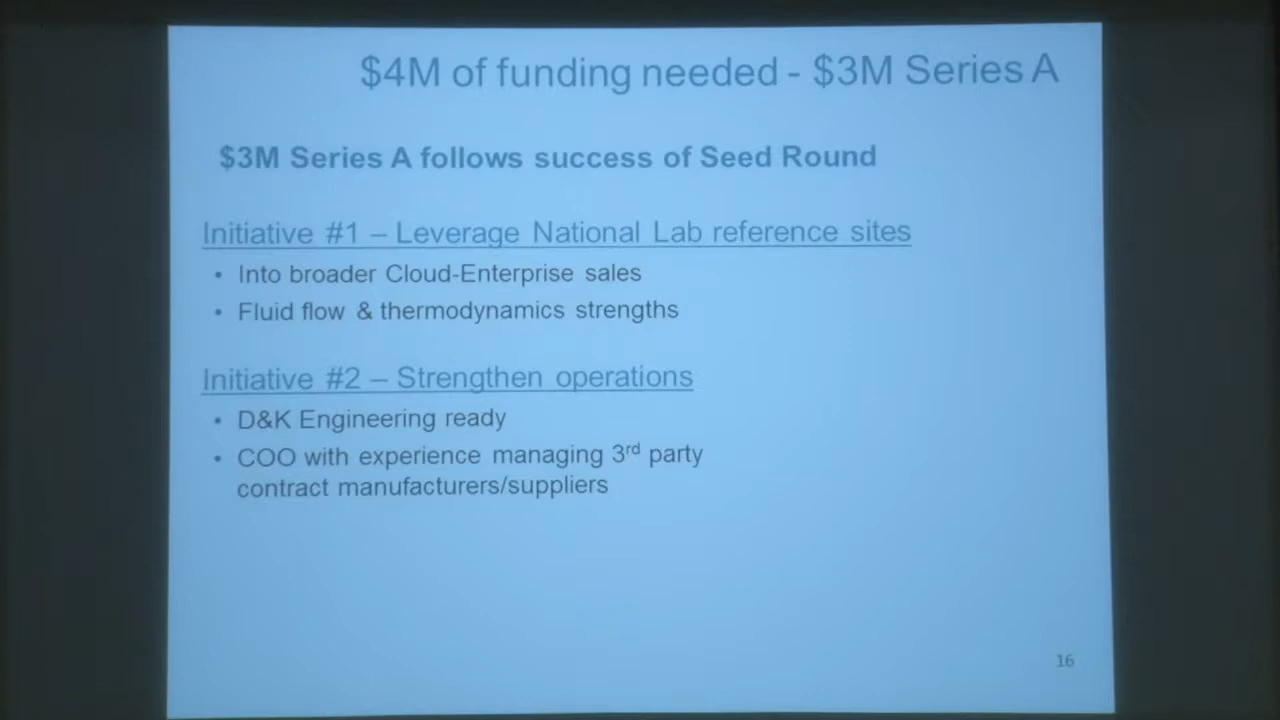 $4M of funding needed - $3M Series A
$3M Series A follows success of Seed Round
Initiative #1 – Leverage National Lab reference sites
• Into broader Cloud-Enterprise sales
• Fluid flow & thermodynamics strengths
Initiative #2 – Strengthen operations
• D&K Engineering ready
• COO with experience managing 3rd party
contract manufacturers/suppliers
16